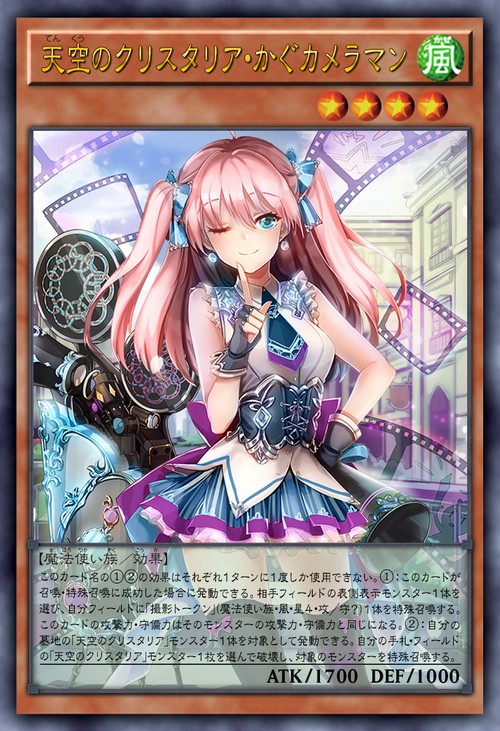 てん くう
天空のクリスタリア・かぐカメラマン
かぜ
風
【魔法使い族／効果】
このカード名の①②の効果はそれぞれ1ターンに1度しか使用できない。①：このカードが
召喚・特殊召喚に成功した場合に発動できる。相手フィールドの表側表示モンスター1体を
選び、自分フィールドに「撮影トークン」(魔法使い族・風・星4・攻／守？)1体を特殊召喚する。
このカードの攻撃力・守備力はそのモンスターの攻撃力・守備力と同じになる。②：自分の
墓地の「天空のクリスタリア」モンスター1体を対象として発動できる。自分の手札・フィールド
の「天空のクリスタリア」モンスター1枚を選んで破壊し、対象のモンスターを特殊召喚する。
ATK/1700 DEF/1000